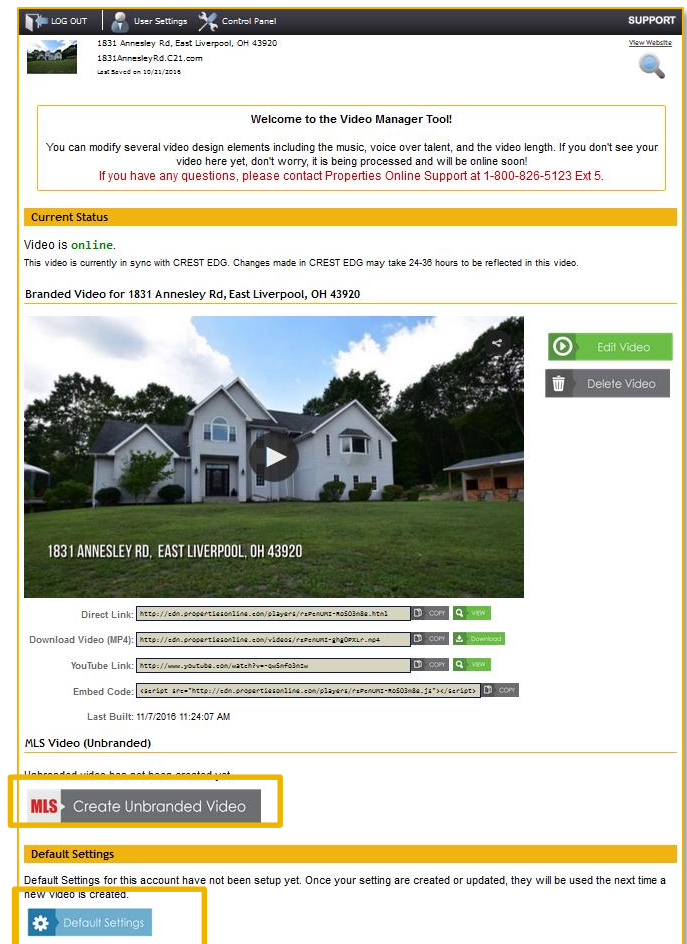 LOG OUT User Settings Control Panel SUPPORT
1831 Annesley Rd, East Liverpool, OH 43920 View Website
1831AnnesleyRd.C21.com
Last Saved on 10/21/2016
Welcome to the Video Manager Tool!
You can modify several video design elements including the music, voice over talent, and the video length. If you don't see your
video here yet, don't worry, it is being processed and will be online soon!
If you have any questions, please contact Properties Online Support at 1-800-826-5123 Ext 5.
Current Status
Video is online.
This video is currently in sync with CREST EDG. Changes made in CREST EDG may take 24-36 hours to be reflected in this video.
Branded Video for 1831 Annesley Rd, East Liverpool, OH 43920
Edit Video
Delete Video
1831 ANNESLEY RD, EAST LIVERPOOL, OH 43920
Direct Link: COPY VIEW
Download Video (MP4): COPY Download
YouTube Link: COPY VIEW
Embed Code: COPY
Last Built: 11/7/2016 11:24:07 AM
MLS Video (Unbranded)
Unbranded video has not been created yet
MLS Create Unbranded Video
Default Settings
Default Settings for this account have not been setup yet. Once your setting are created or updated, they will be used the next time a
new video is created.
Default Settings